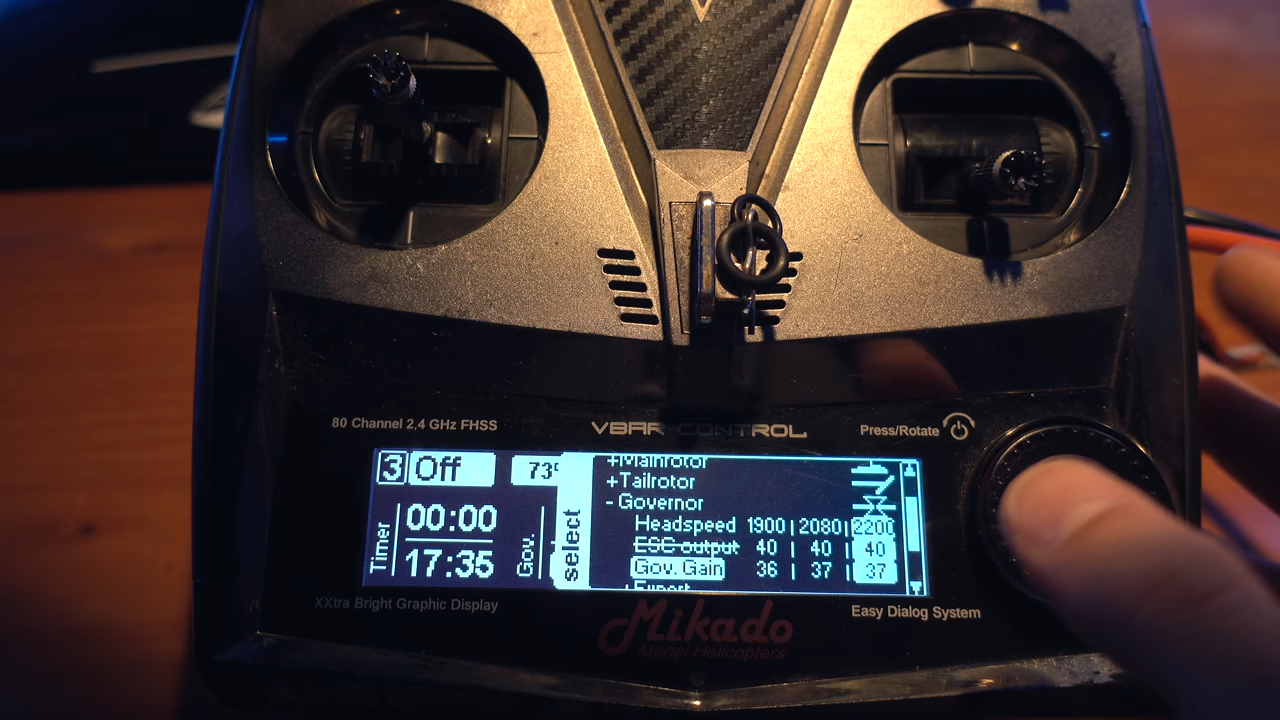 80 Channel 2,4 GHz FHSS
VBAR CONTROL
Press/Rotate
3 Off
73°
Timer
00:00
17:35
Gov.
select
+Mainrotor
+Tailrotor
- Governor
Headspeed 1900 | 2080 | 2200
ESC output 40 | 40 | 40
Gov. Gain 36 | 37 | 37
+Expert
XXtra Bright Graphic Display
Easy Dialog System
Mikado
Model Helicopters